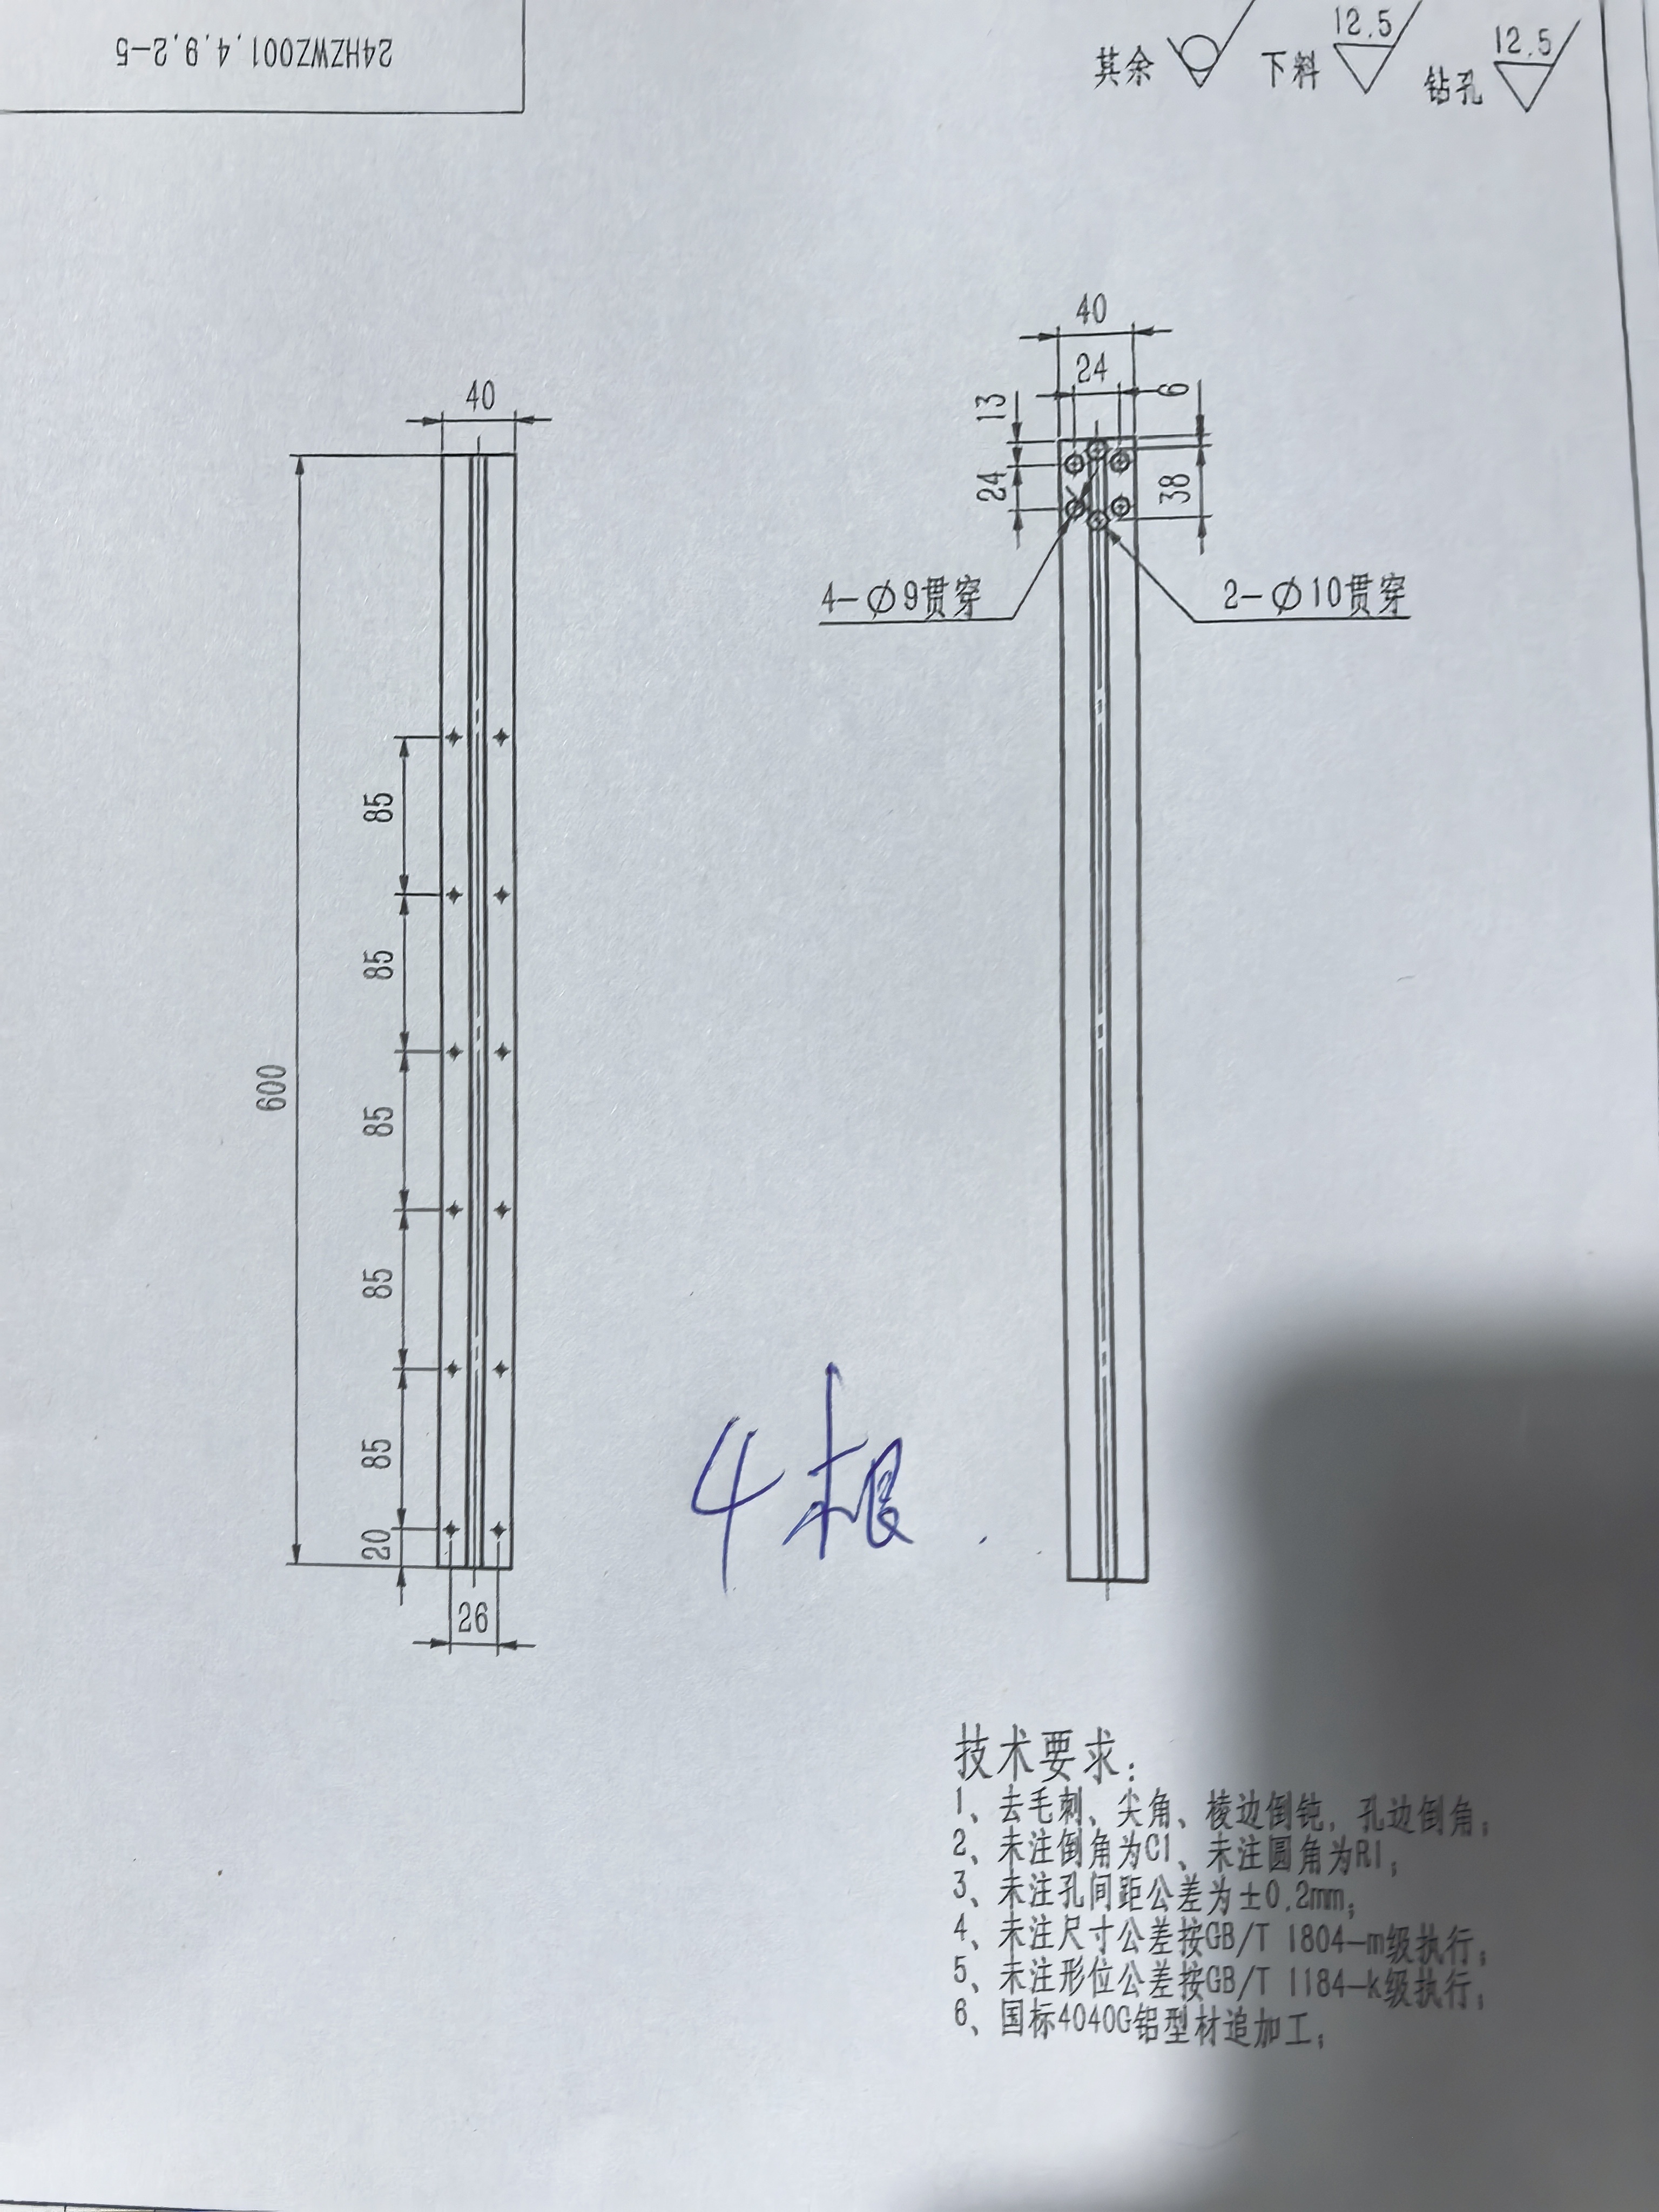 24HZWZ001.4.9.2-5
其余
下料 12.5
钻孔 12.5
40
600
85
85
85
85
85
20
26
40
24
13
6
24
38
4-∅9贯穿
2-∅10贯穿
4根
技术要求:
1、去毛刺、尖角、棱边倒钝,孔边倒角;
2、未注倒角为C1、未注圆角为R1;
3、未注孔间距公差为±0.2mm;
4、未注尺寸公差按GB/T 1804-m级执行;
5、未注形位公差按GB/T 1184-k级执行;
6、国标4040G铝型材追加工;